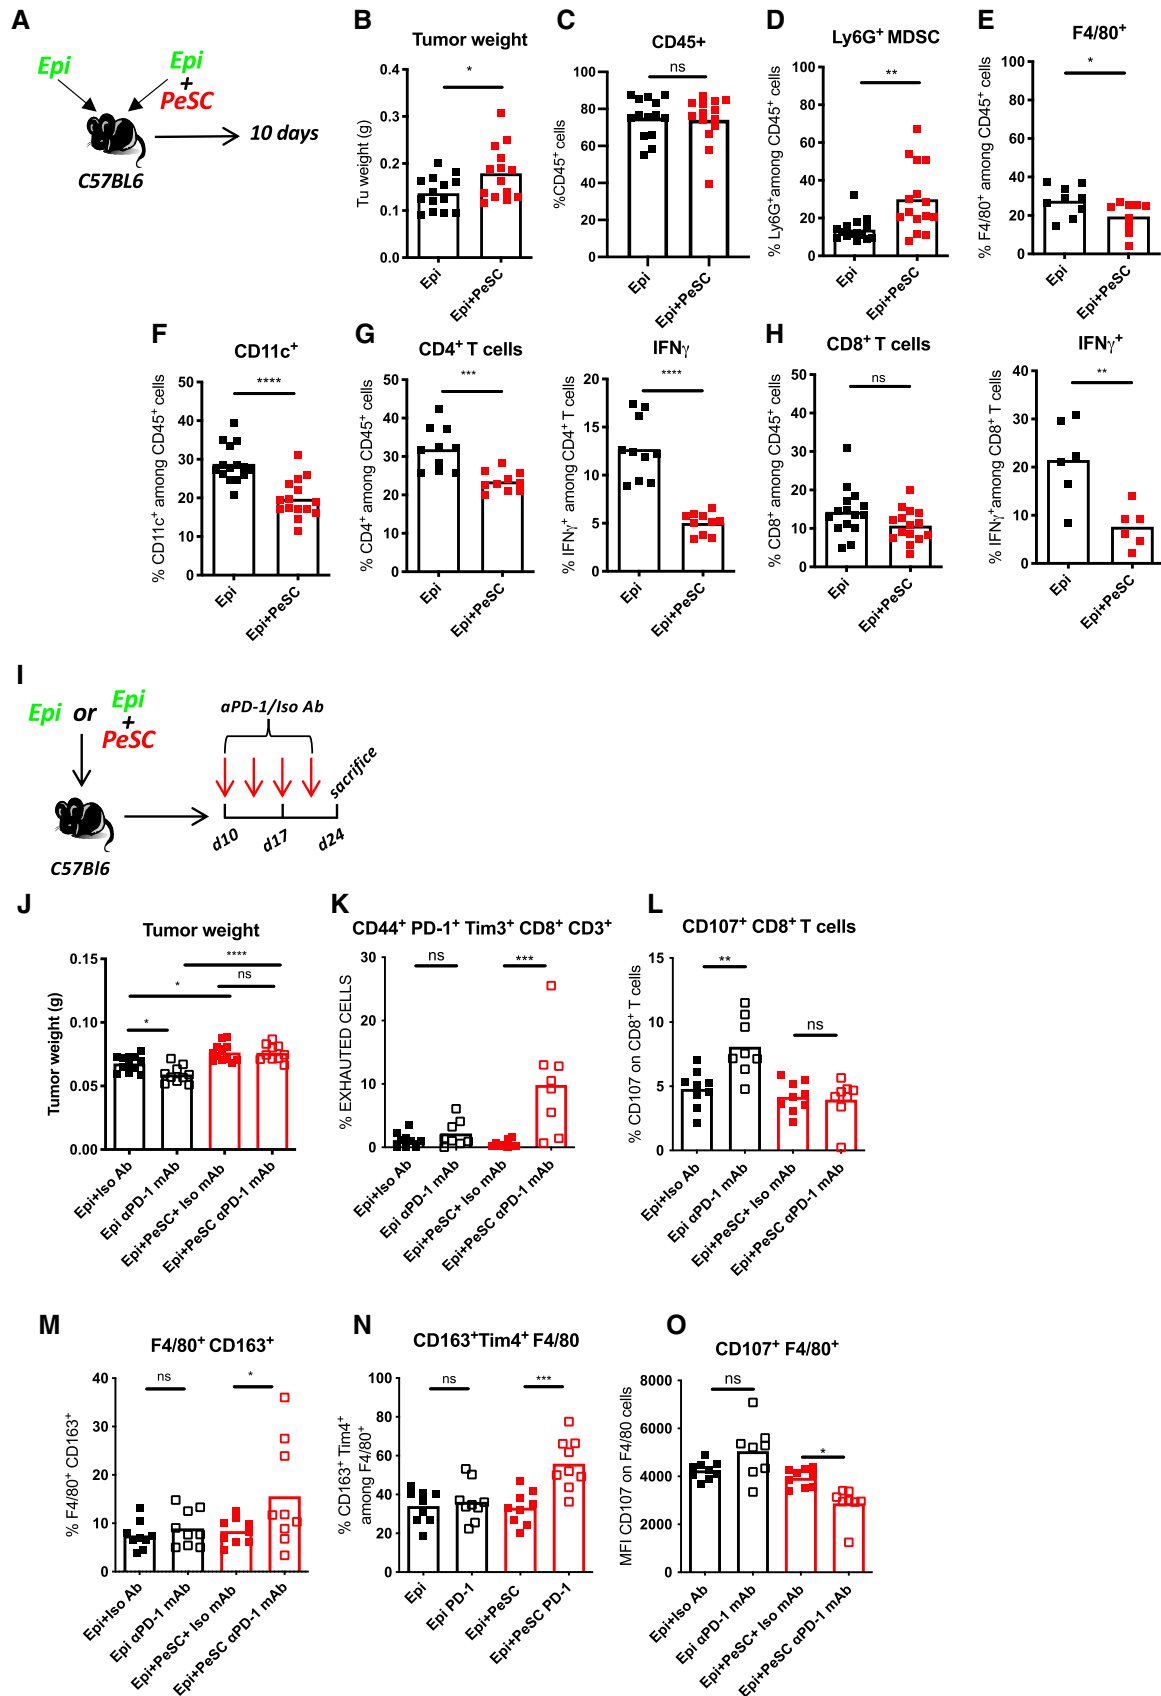 A
Epi
Epi
+
PeSC
C57BL6
10 days
B
Tumor weight
*
Tu weight (g)
0.4
0.3
0.2
0.1
0.0
Epi
Epi+PeSC
C
CD45+
ns
%CD45⁺ cells
100
80
60
40
20
0
Epi
Epi+PeSC
D
Ly6G⁺ MDSC
**
% Ly6G⁺among CD45⁺ cells
100
80
60
40
20
0
Epi
Epi+PeSC
E
F4/80⁺
*
% F4/80⁺ among CD45⁺ cells
100
80
60
40
20
0
Epi
Epi+PeSC
F
CD11c⁺
****
% CD11c⁺ among CD45⁺ cells
50
40
30
20
10
0
Epi
Epi+PeSC
G
CD4⁺ T cells
***
% CD4⁺ among CD45⁺ cells
50
40
30
20
10
0
Epi
Epi+PeSC
IFNγ
****
% IFNγ⁺ among CD4⁺ T cells
20
15
10
5
0
Epi
Epi+PeSC
H
CD8⁺ T cells
ns
% CD8⁺ among CD45⁺ cells
50
40
30
20
10
0
Epi
Epi+PeSC
IFNγ⁺
**
% IFNγ⁺among CD8⁺ T cells
40
30
20
10
0
Epi
Epi+PeSC
I
Epi or Epi
+
PeSC
C57Bl6
aPD-1/Iso Ab
sacrifice
d10
d17
d24
J
Tumor weight
****
ns
*
*
Tumor weight (g)
0.15
0.10
0.05
0.00
Epi+Iso Ab
Epi αPD-1 mAb
Epi+PeSC+ Iso mAb
Epi+PeSC αPD-1 mAb
K
CD44⁺ PD-1⁺ Tim3⁺ CD8⁺ CD3⁺
ns
***
% EXHAUTED CELLS
30
20
10
0
Epi+Iso Ab
Epi αPD-1 mAb
Epi+PeSC+ Iso mAb
Epi+PeSC αPD-1 mAb
L
CD107⁺ CD8⁺ T cells
**
ns
% CD107 on CD8⁺ T cells
15
10
5
0
Epi+Iso Ab
Epi αPD-1 mAb
Epi+PeSC+ Iso mAb
Epi+PeSC αPD-1 mAb
M
F4/80⁺ CD163⁺
ns
*
% F4/80⁺ CD163⁺
40
30
20
10
0
Epi+Iso Ab
Epi αPD-1 mAb
Epi+PeSC+ Iso mAb
Epi+PeSC αPD-1 mAb
N
CD163⁺Tim4⁺ F4/80
ns
***
% CD163⁺ Tim4⁺
among F4/80⁺
100
80
60
40
20
0
Epi
Epi PD-1
Epi+PeSC
Epi+PeSC PD-1
O
CD107⁺ F4/80⁺
ns
*
MFI CD107 on F4/80 cells
8000
6000
4000
2000
0
Epi+Iso Ab
Epi αPD-1 mAb
Epi+PeSC+ Iso mAb
Epi+PeSC αPD-1 mAb